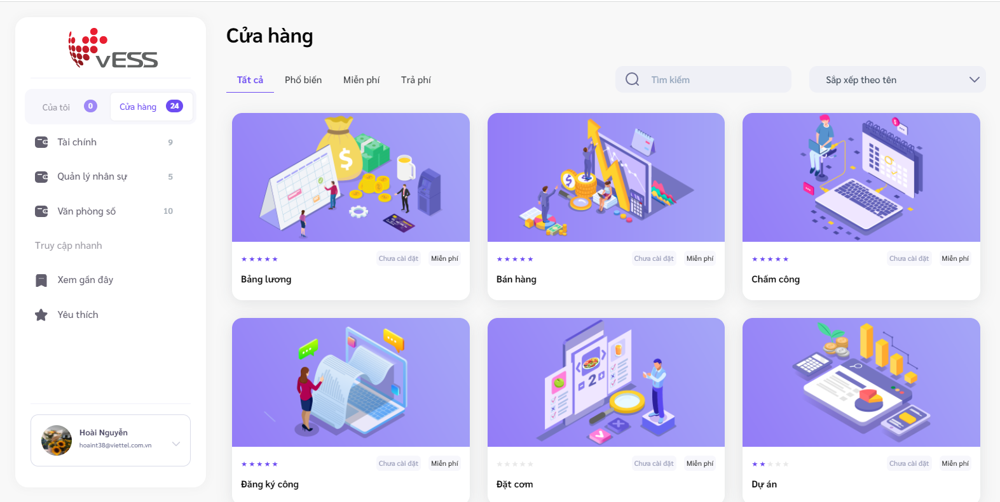 vESS
Của tôi 0
Cửa hàng 24
Tài chính 9
Quản lý nhân sự 5
Văn phòng số 10
Truy cập nhanh
Xem gần đây
Yêu thích
Hoài Nguyễn
hoaint38@viettel.com.vn
Cửa hàng
Tất cả Phổ biến Miễn phí Trả phí
Tìm kiếm
Sắp xếp theo tên
$
$
Chưa cài đặt Miễn phí
Bảng lương
Chưa cài đặt Miễn phí
Bán hàng
Chưa cài đặt Miễn phí
Chấm công
2
Chưa cài đặt Miễn phí
Đăng ký công
Chưa cài đặt Miễn phí
Đặt cơm
Chưa cài đặt Miễn phí
Dự án